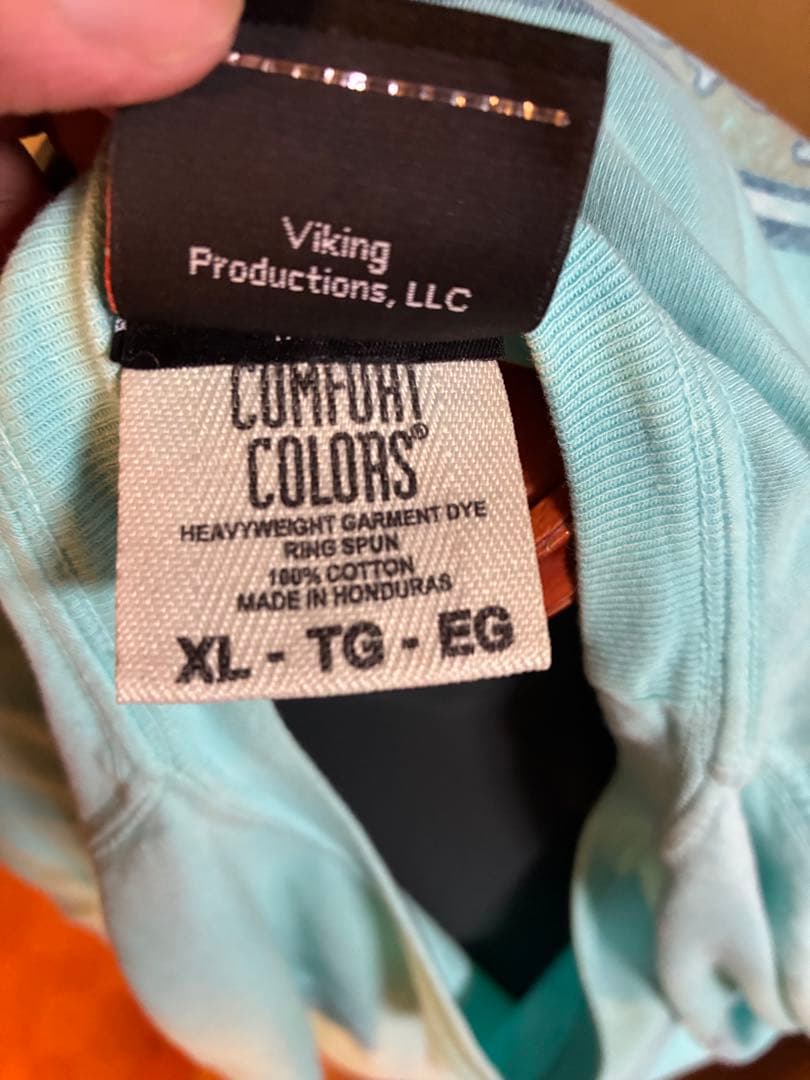 Viking
Productions, LLC
COMFORT
COLORS®
HEAVYWEIGHT GARMENT DYE
RING SPUN
100% COTTON
MADE IN HONDURAS
XL - TG - EG